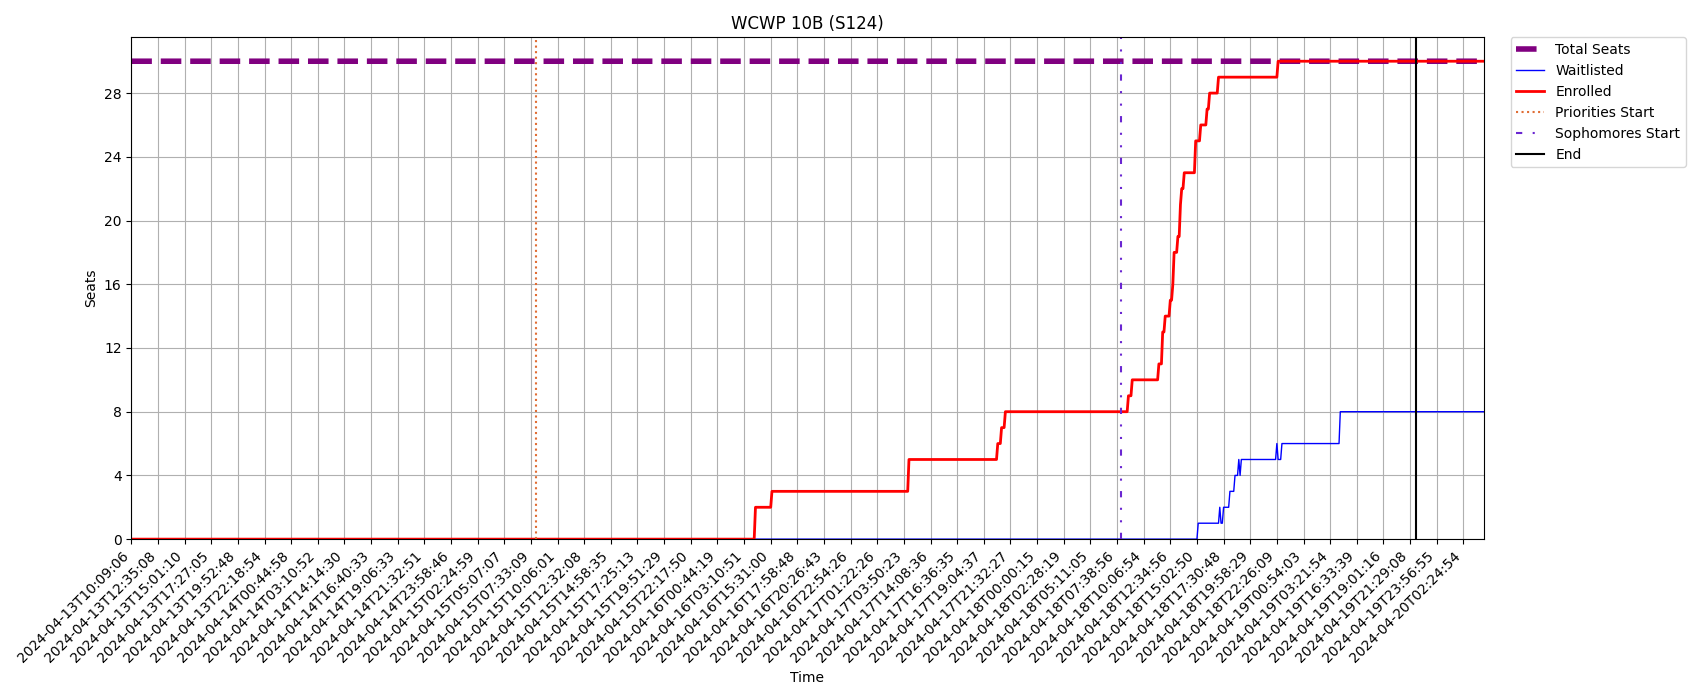 WCWP 10B (S124)
Total Seats
Waitlisted
Enrolled
Priorities Start
Sophomores Start
End
Seats
28
24
20
16
12
8
4
0
2024-04-13T10:09:06
2024-04-13T12:35:08
2024-04-13T15:01:10
2024-04-13T17:27:05
2024-04-13T19:52:48
2024-04-13T22:18:54
2024-04-14T00:44:58
2024-04-14T03:10:52
2024-04-14T14:14:30
2024-04-14T16:40:33
2024-04-14T19:06:33
2024-04-14T21:32:51
2024-04-14T23:58:46
2024-04-15T02:24:59
2024-04-15T05:07:07
2024-04-15T07:33:09
2024-04-15T10:06:01
2024-04-15T12:32:08
2024-04-15T14:58:35
2024-04-15T17:25:13
2024-04-15T19:51:29
2024-04-15T22:17:50
2024-04-16T00:44:19
2024-04-16T03:10:51
2024-04-16T15:31:00
2024-04-16T17:58:48
2024-04-16T20:26:43
2024-04-16T22:54:26
2024-04-17T01:22:26
2024-04-17T03:50:23
2024-04-17T14:08:36
2024-04-17T16:36:35
2024-04-17T19:04:37
2024-04-17T21:32:27
2024-04-18T00:00:15
2024-04-18T02:28:19
2024-04-18T05:11:05
2024-04-18T07:38:56
2024-04-18T10:06:54
2024-04-18T12:34:56
2024-04-18T15:02:50
2024-04-18T17:30:48
2024-04-18T19:58:29
2024-04-18T22:26:09
2024-04-19T00:54:03
2024-04-19T03:21:54
2024-04-19T16:33:39
2024-04-19T19:01:16
2024-04-19T21:29:08
2024-04-19T23:56:55
2024-04-20T02:24:54
Time